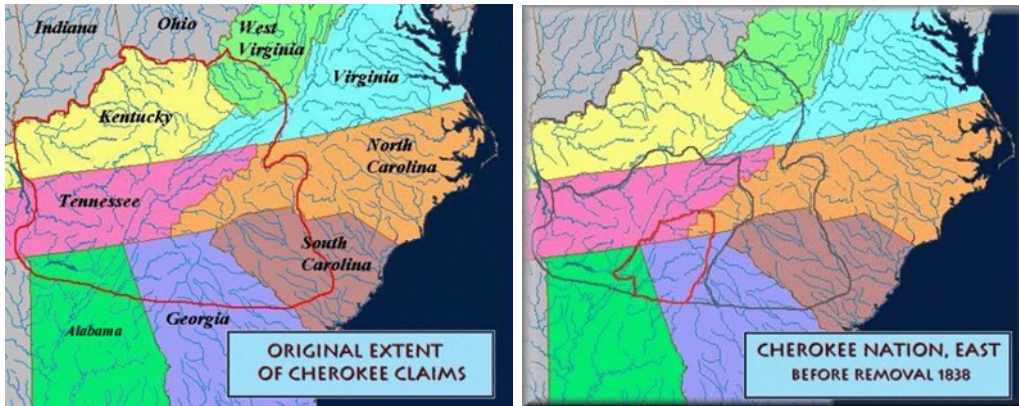 Indiana
Ohio
West
Virginia
Virginia
Kentucky
North
Carolina
Tennessee
South
Carolina
Georgia
Alabama
ORIGINAL EXTENT
OF CHEROKEE CLAIMS
CHEROKEE NATION, EAST
BEFORE REMOVAL 1838